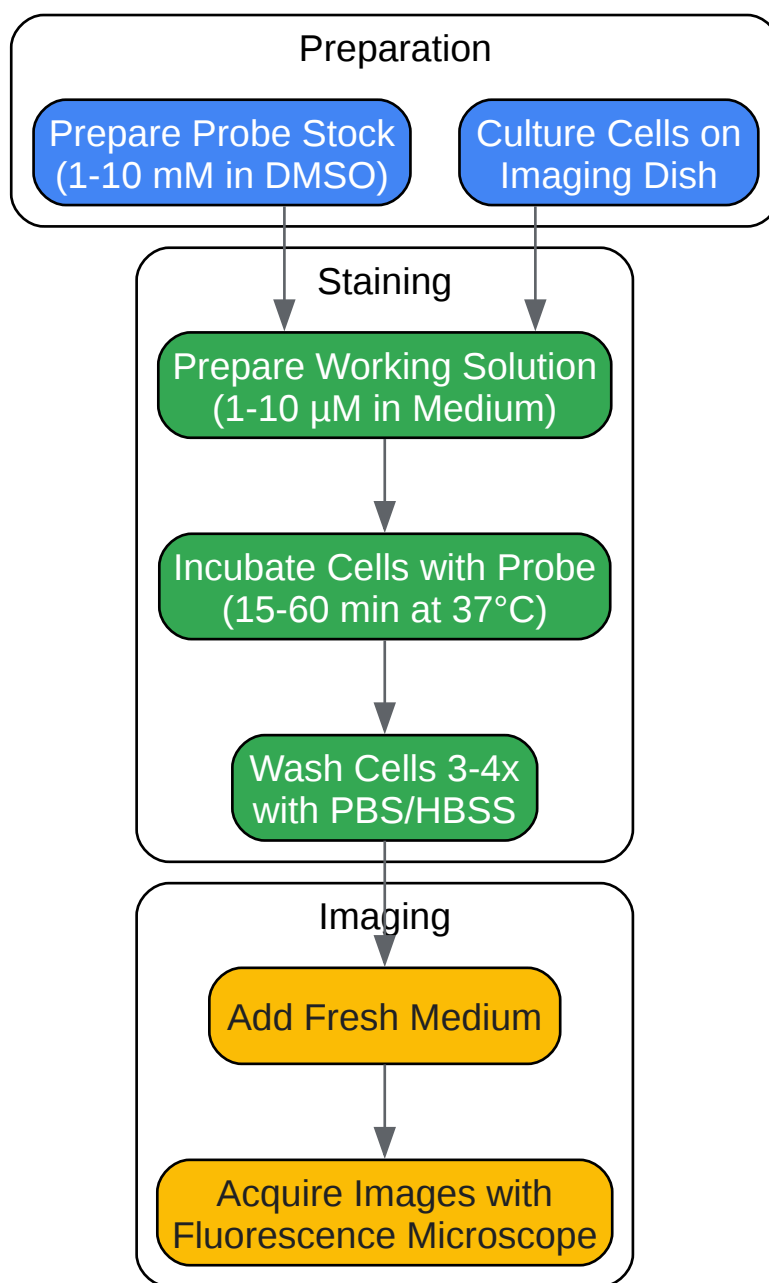 Preparation
Prepare Probe Stock
(1-10 mM in DMSO)
Culture Cells on
Imaging Dish
Staining
Prepare Working Solution
(1-10 µM in Medium)
Incubate Cells with Probe
(15-60 min at 37°C)
Wash Cells 3-4x
with PBS/HBSS
Imaging
Add Fresh Medium
Acquire Images with
Fluorescence Microscope